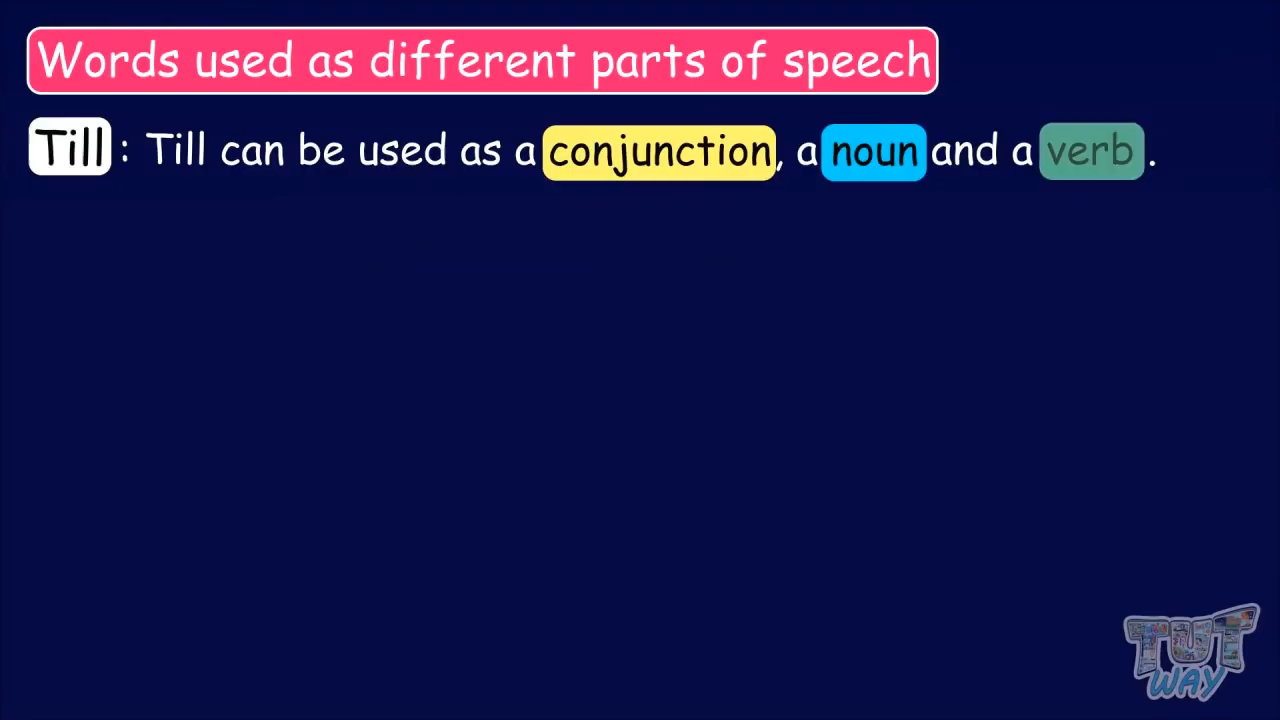 Words used as different parts of speech
Till : Till can be used as a conjunction, a noun and a verb .
TUT
WAY